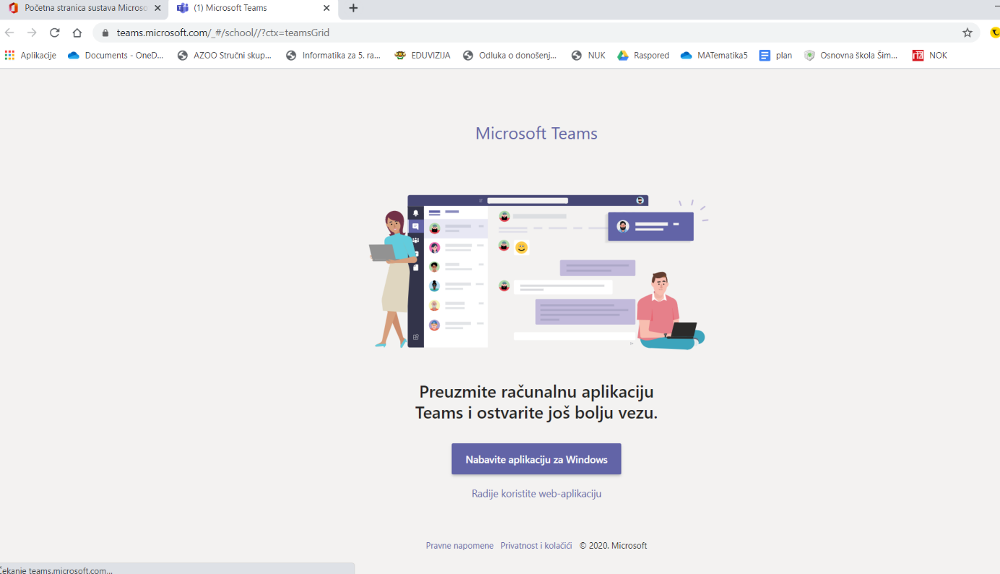 Početna stranica sustava Microso
(1) Microsoft Teams
teams.microsoft.com/_#/school//?ctx=teamsGrid
Aplikacije Documents - OneD... AZOO Stručni skup... Informatika za 5. ra... EDUVIZIJA Odluka o donošenj... NUK Raspored MATematika5 plan Osnovna škola Šim... NOK
Microsoft Teams
Preuzmite računalnu aplikaciju
Teams i ostvarite još bolju vezu.
Nabavite aplikaciju za Windows
Radije koristite web-aplikaciju
Pravne napomene Privatnost i kolačići © 2020. Microsoft
Čekanje teams.microsoft.com...